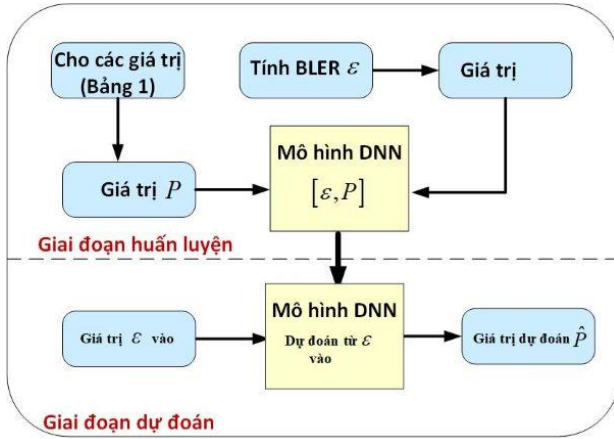 Cho các giá trị
(Bảng 1)
Tính BLER ε
Giá trị
Mô hình DNN
[ε, P]
Giá trị P
Giai đoạn huấn luyện
Mô hình DNN
Dự đoán từ ε
vào
Giá trị ε vào
Giá trị dự đoán P̂
Giai đoạn dự đoán